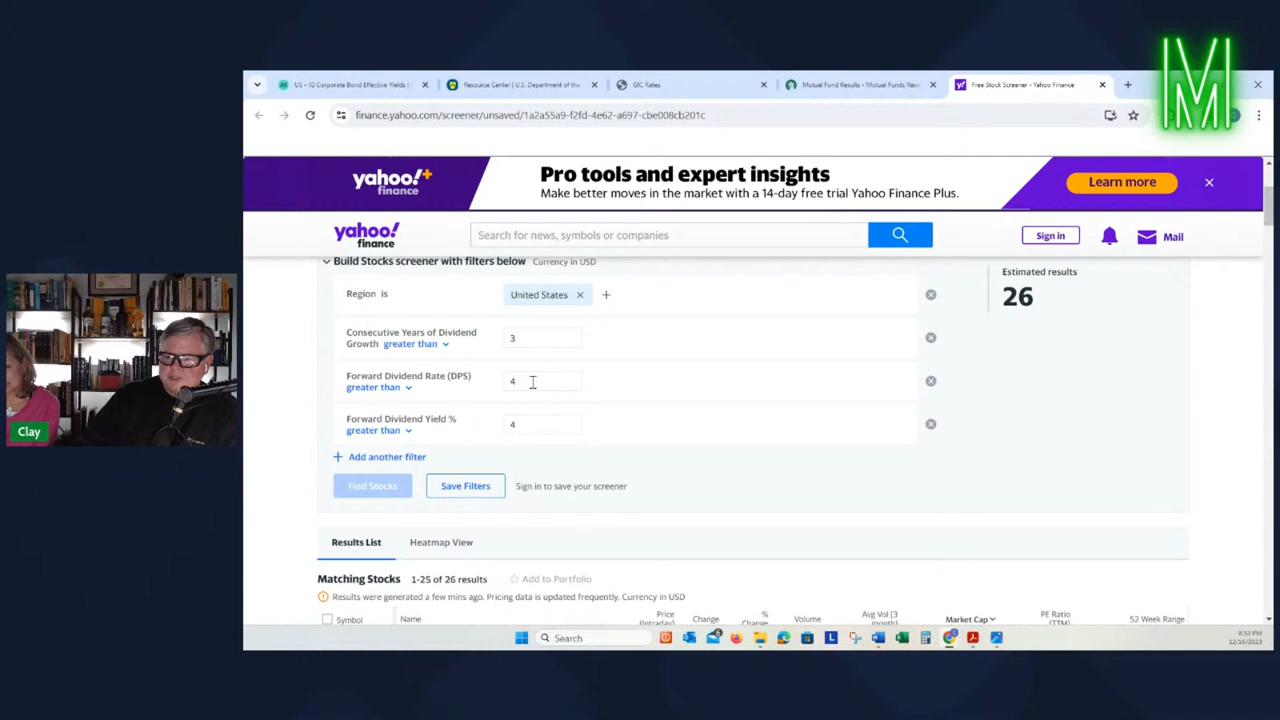 M
US - IG Corporate Bond Effective Yields |
Resource Center | U.S. Department of the
GIC Rates
Mutual Fund Results - Mutual Funds Res
Free Stock Screener - Yahoo Finance
finance.yahoo.com/screener/unsaved/1a2a55a9-f2fd-4e62-a697-cbe008cb201c
yahoo!+
finance
Pro tools and expert insights
Make better moves in the market with a 14-day free trial Yahoo Finance Plus.
Learn more
yahoo!
finance
Search for news, symbols or companies
Sign in
Mail
Build Stocks screener with filters below
Currency in USD
Estimated results
26
Region is
United States
Consecutive Years of Dividend
Growth greater than
3
Forward Dividend Rate (DPS)
greater than
4
Forward Dividend Yield %
greater than
4
Add another filter
Find Stocks
Save Filters
Sign in to save your screener
Results List
Heatmap View
Matching Stocks
1-25 of 26 results
Add to Portfolio
Results were generated a few mins ago. Pricing data is updated frequently. Currency in USD
Symbol
Name
Price
(Intraday)
Change
%
Change
Volume
Avg Vol (3
month)
Market Cap
PE Ratio
(TTM)
52 Week Range
Search
8:32 PM
12/16/2023
Clay